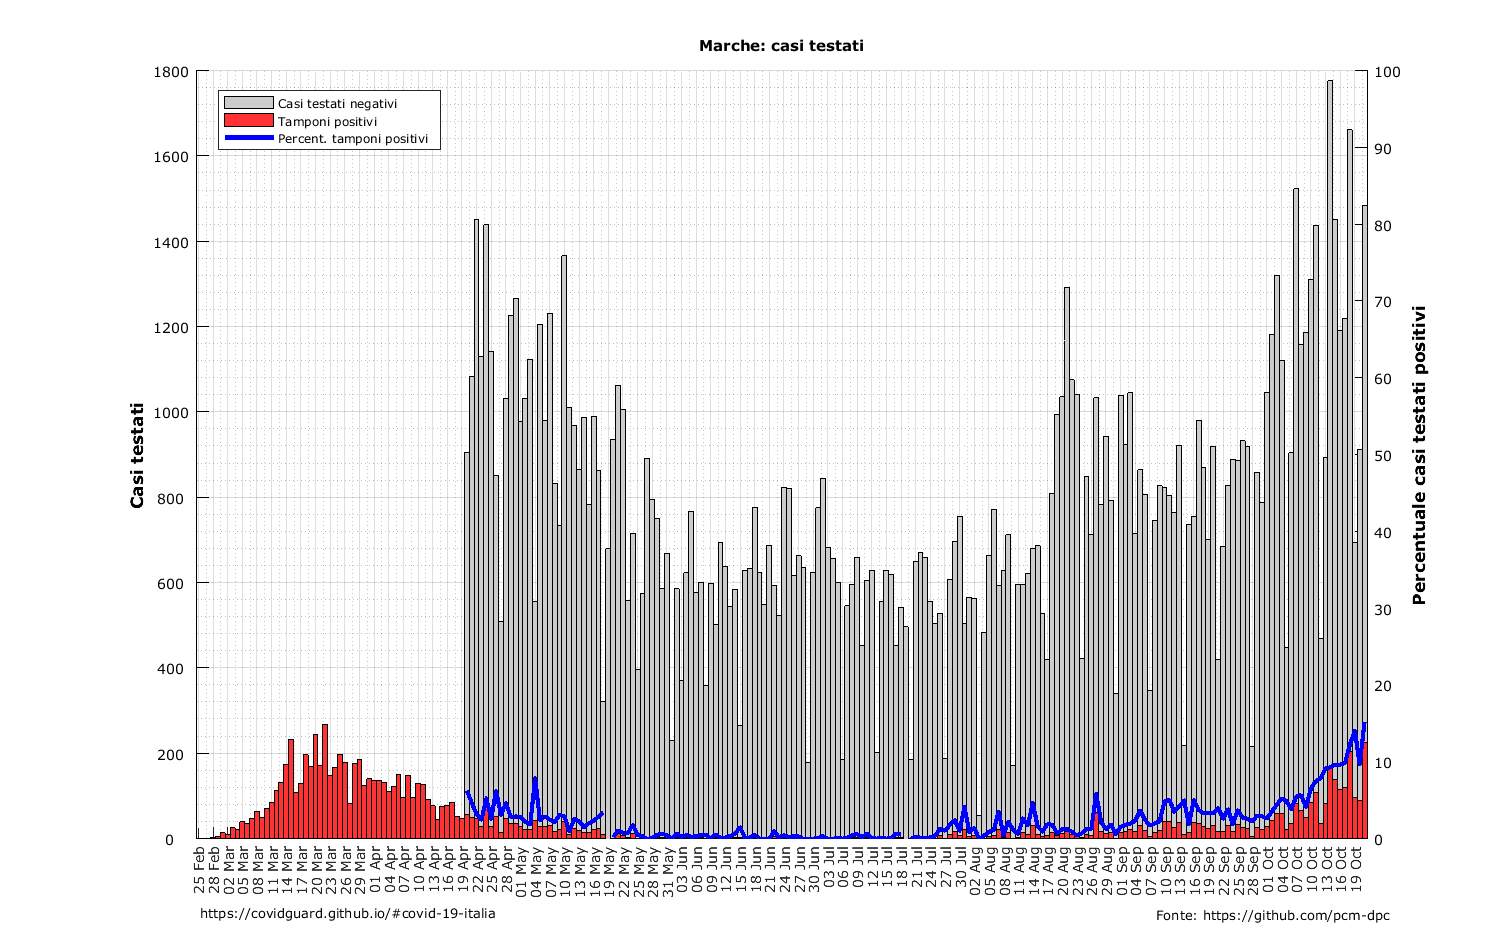 Marche: casi testati
Casi testati negativi
Tamponi positivi
Percent. tamponi positivi
Casi testati
1800
1600
1400
1200
1000
800
600
400
200
0
100
90
80
70
60
50
40
30
20
10
0
Percentuale casi testati positivi
25 Feb
28 Feb
02 Mar
05 Mar
08 Mar
11 Mar
14 Mar
17 Mar
20 Mar
23 Mar
26 Mar
29 Mar
01 Apr
04 Apr
07 Apr
10 Apr
13 Apr
16 Apr
19 Apr
22 Apr
25 Apr
28 Apr
01 May
04 May
07 May
10 May
13 May
16 May
19 May
22 May
25 May
28 May
31 May
03 Jun
06 Jun
09 Jun
12 Jun
15 Jun
18 Jun
21 Jun
24 Jun
27 Jun
30 Jun
03 Jul
06 Jul
09 Jul
12 Jul
15 Jul
18 Jul
21 Jul
24 Jul
27 Jul
30 Jul
02 Aug
05 Aug
08 Aug
11 Aug
14 Aug
17 Aug
20 Aug
23 Aug
26 Aug
29 Aug
01 Sep
04 Sep
07 Sep
10 Sep
13 Sep
16 Sep
19 Sep
22 Sep
25 Sep
28 Sep
01 Oct
04 Oct
07 Oct
10 Oct
13 Oct
16 Oct
19 Oct
https://covidguard.github.io/#covid-19-italia
Fonte: https://github.com/pcm-dpc